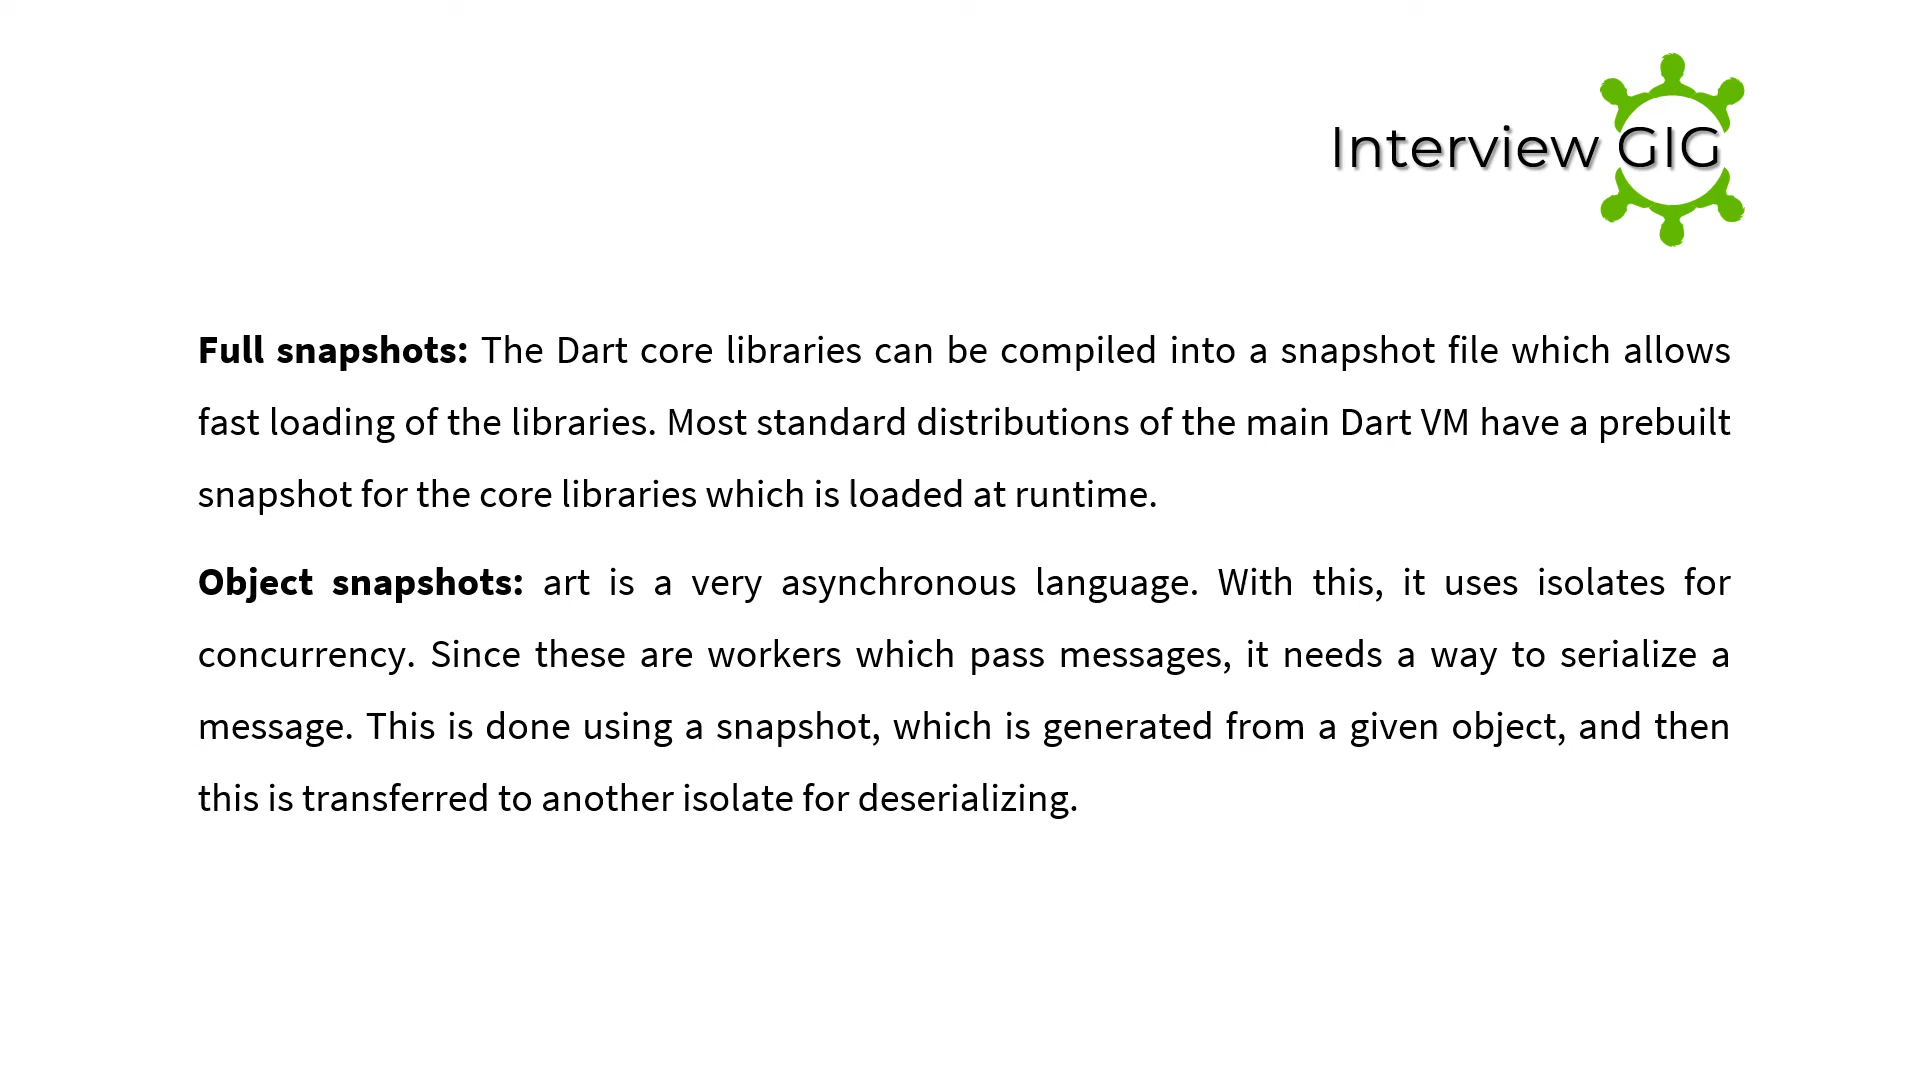 Interview GIG
Full snapshots: The Dart core libraries can be compiled into a snapshot file which allows
fast loading of the libraries. Most standard distributions of the main Dart VM have a prebuilt
snapshot for the core libraries which is loaded at runtime.
Object snapshots: art is a very asynchronous language. With this, it uses isolates for
concurrency. Since these are workers which pass messages, it needs a way to serialize a
message. This is done using a snapshot, which is generated from a given object, and then
this is transferred to another isolate for deserializing.